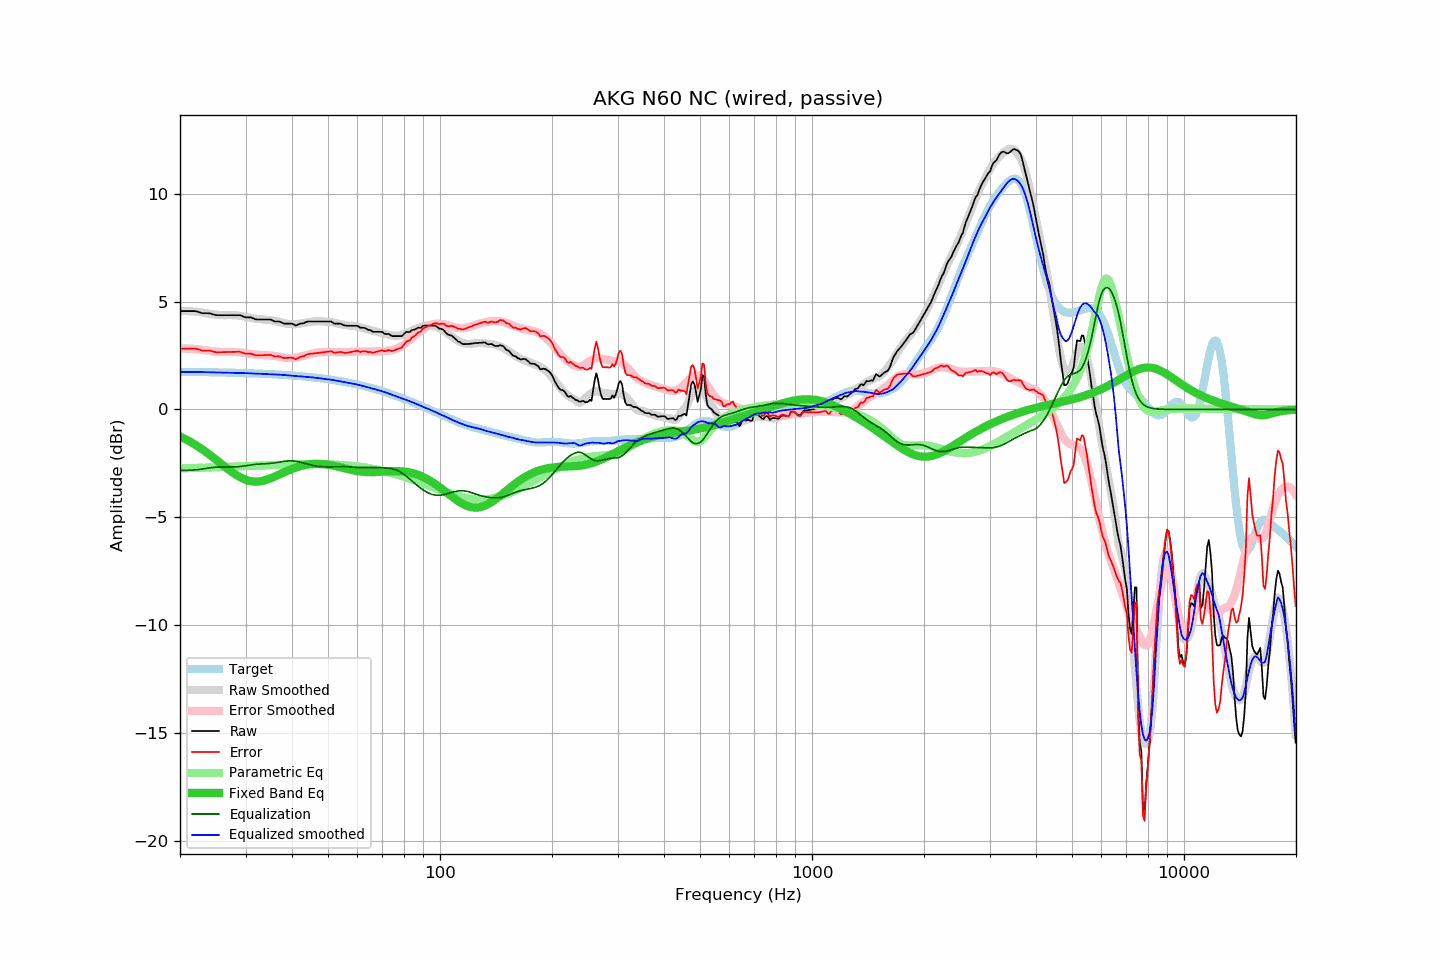 AKG N60 NC (wired, passive)
10
5
0
−5
−10
−15
−20
Amplitude (dBr)
Target
Raw Smoothed
Error Smoothed
Raw
Error
Parametric Eq
Fixed Band Eq
Equalization
Equalized smoothed
100
1000
10000
Frequency (Hz)